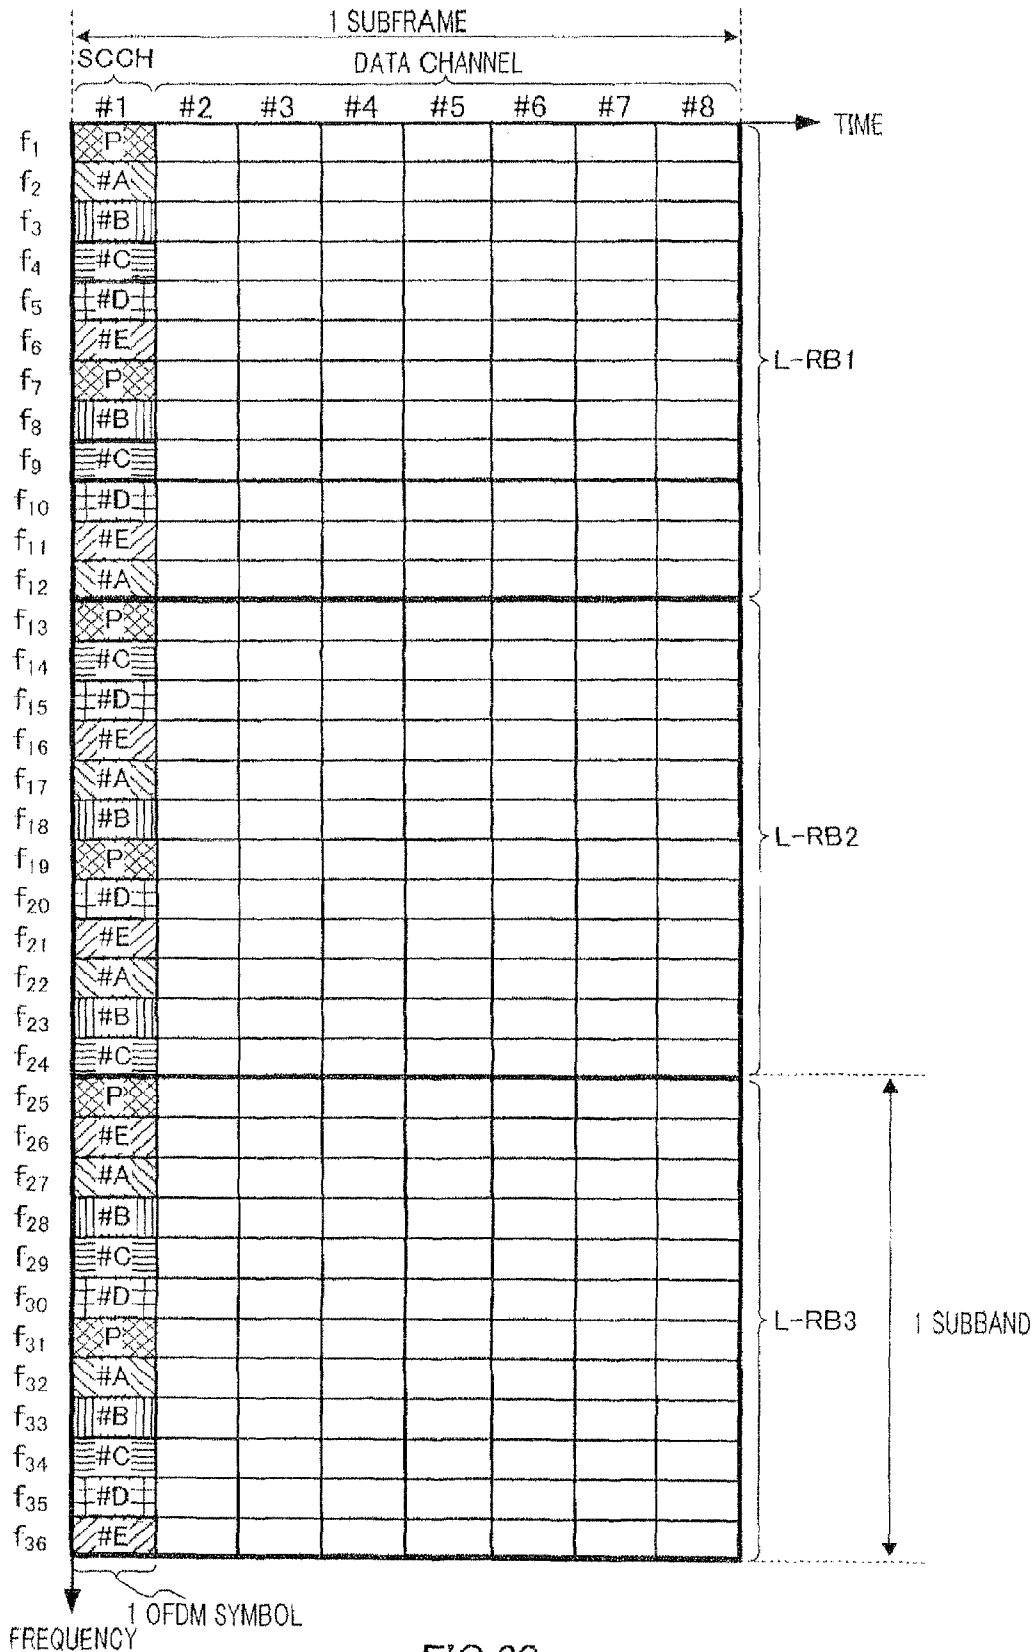 1 SUBFRAME
SCCH DATA CHANNEL
#1 #2 #3 #4 #5 #6 #7 #8 TIME
f1 P
f2 #A
f3 #B
f4 #C
f5 #D
f6 #E
L-RB1
f7 P
f8 #B
f9 #C
f10 #D
f11 #E
f12 #A
f13 P
f14 #C
f15 #D
f16 #E
f17 #A
f18 #B
L-RB2
f19 P
f20 #D
f21 #E
f22 #A
f23 #B
f24 #C
f25 P
f26 #E
f27 #A
f28 #B
f29 #C
f30 #D
L-RB3 1 SUBBAND
f31 P
f32 #A
f33 #B
f34 #C
f35 #D
f36 #E
1 OFDM SYMBOL
FREQUENCY